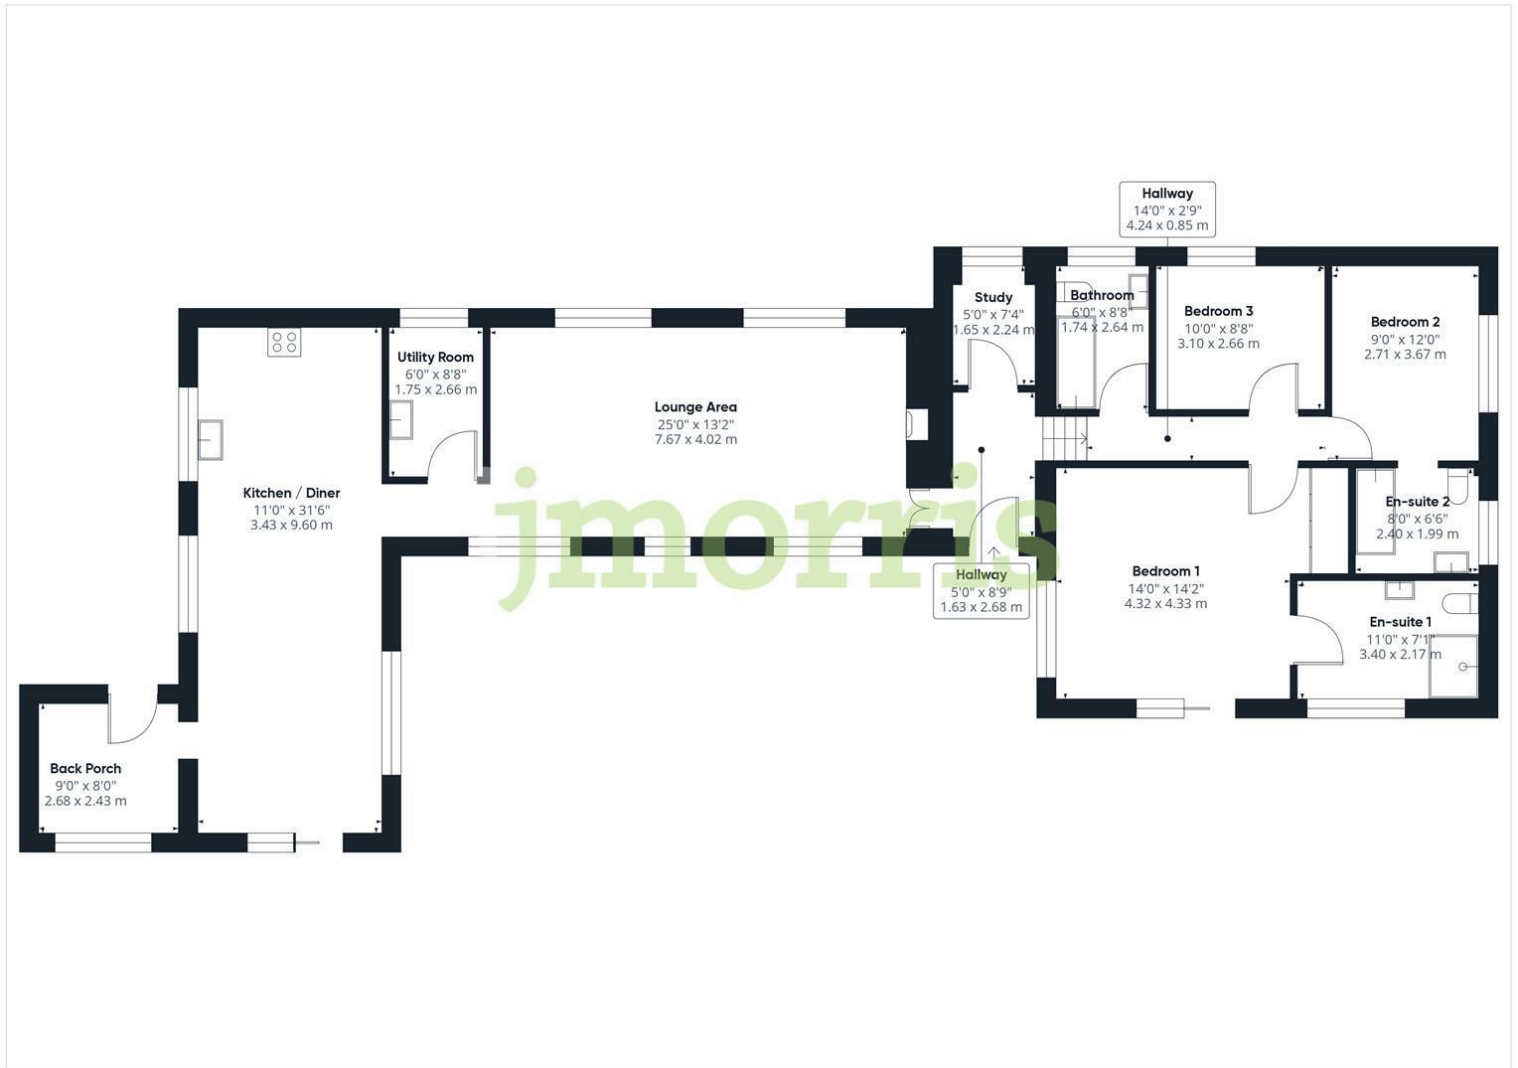 Hallway
14'0" x 2'9"
4.24 x 0.85 m
Study
5'0" x 7'4"
1.65 x 2.24 m
Bathroom
6'0" x 8'8"
1.74 x 2.64 m
Bedroom 3
10'0" x 8'8"
3.10 x 2.66 m
Bedroom 2
9'0" x 12'0"
2.71 x 3.67 m
Utility Room
6'0" x 8'8"
1.75 x 2.66 m
Lounge Area
25'0" x 13'2"
7.67 x 4.02 m
Kitchen / Diner
11'0" x 31'6"
3.43 x 9.60 m
jmorris
En-suite 2
8'0" x 6'6"
2.40 x 1.99 m
Hallway
5'0" x 8'9"
1.63 x 2.68 m
Bedroom 1
14'0" x 14'2"
4.32 x 4.33 m
En-suite 1
11'0" x 7'1"
3.40 x 2.17 m
Back Porch
9'0" x 8'0"
2.68 x 2.43 m